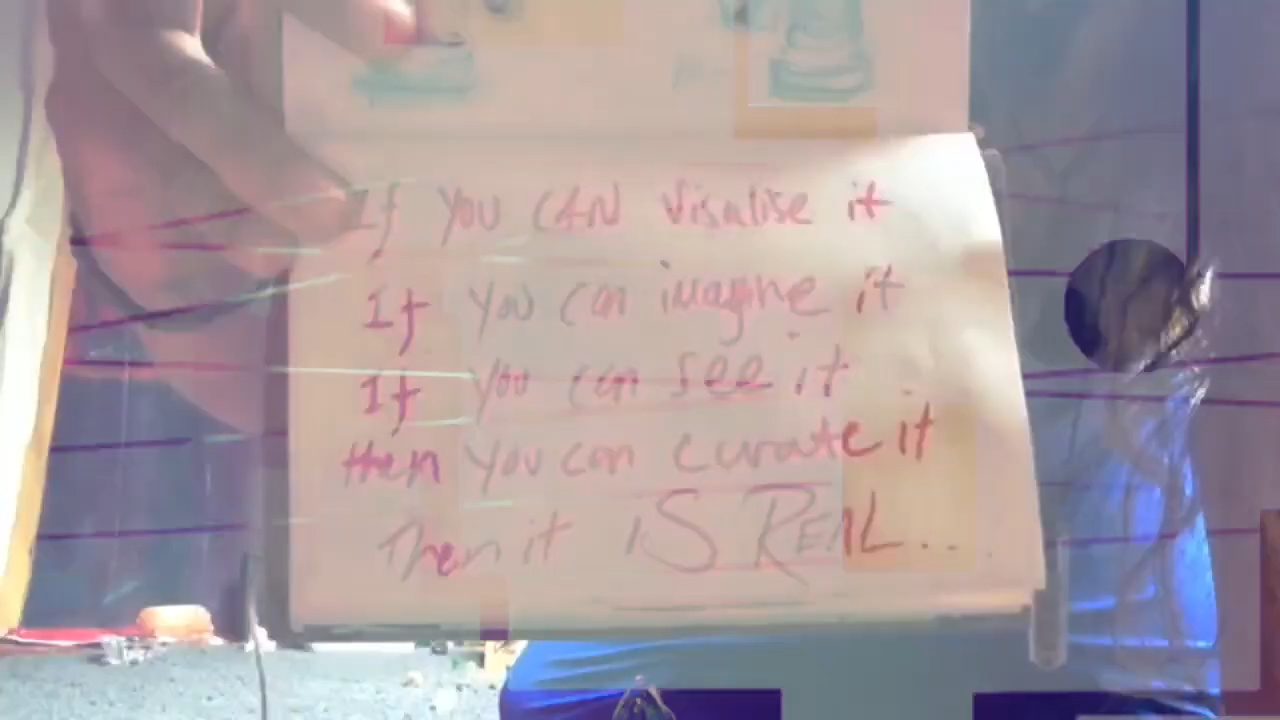 If you CAN visulise it
If you can imagine it
If you can see it
then you can curate it
Then it IS REAL...